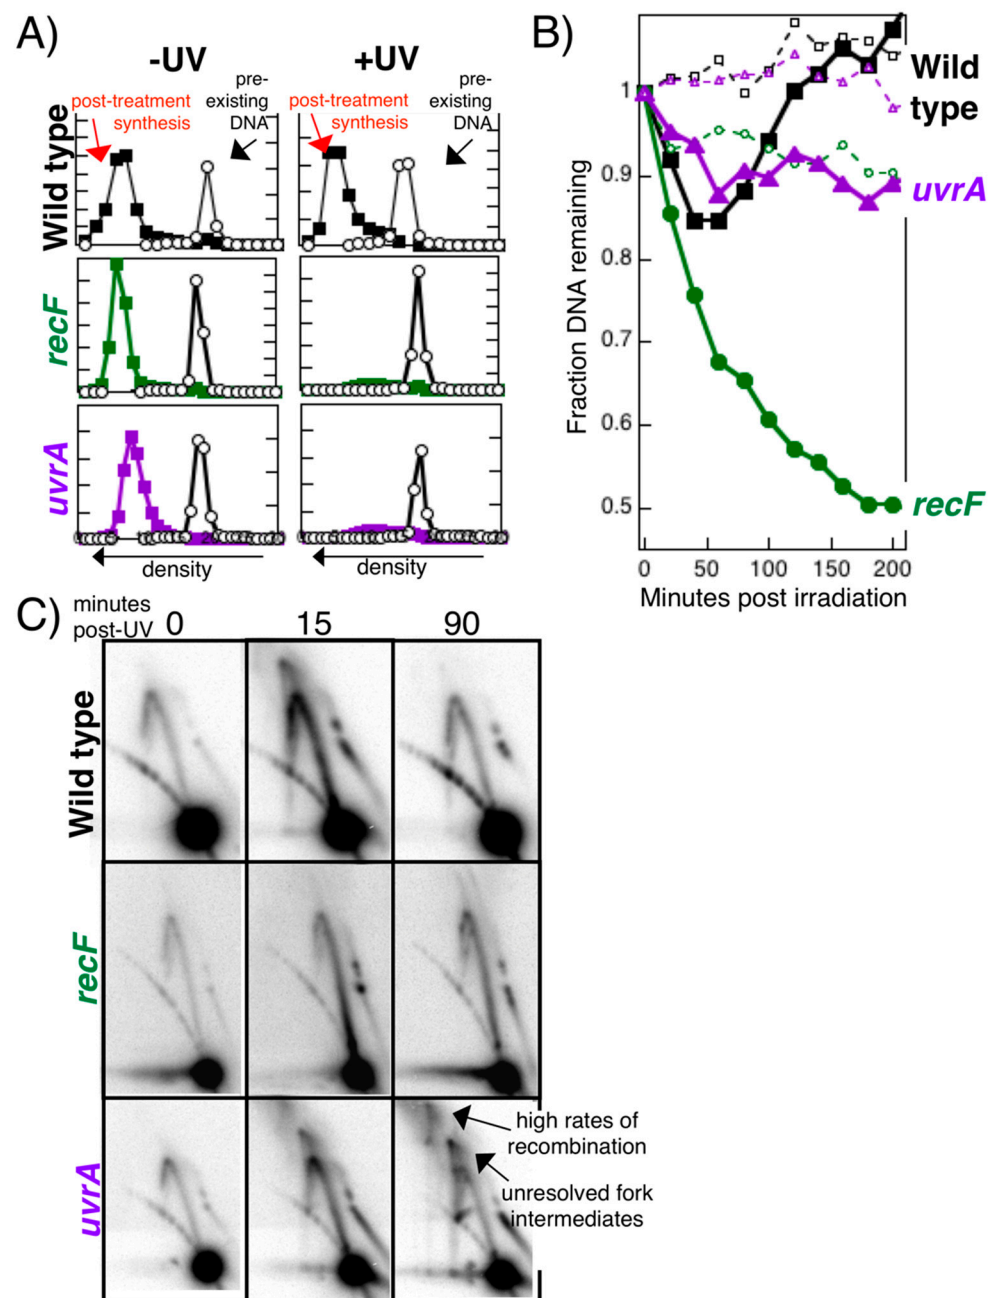 A)
-UV
+UV
post-treatment
synthesis
pre-
existing
DNA
post-treatment
synthesis
pre-
existing
DNA
Wild type
recF
uvrA
density
density
B)
Fraction DNA remaining
1
0.9
0.8
0.7
0.6
0.5
0
50
100
150
200
Minutes post irradiation
Wild
type
uvrA
recF
C)
minutes
post-UV
0
15
90
Wild type
recF
uvrA
high rates of
recombination
unresolved fork
intermediates